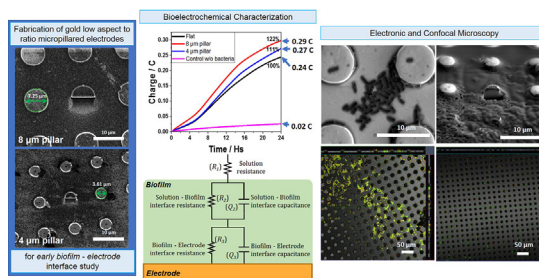 Fabrication of gold low aspect to
ratio micropillared electrodes
7.75 µm
8 µm pillar
10 µm
3.61 µm
4 µm pillar
10 µm
for early biofilm - electrode
interface study
Bioelectrochemical Characterization
Charge / C
0.30
0.25
0.20
0.15
0.10
0.05
0.00
Flat
8 µm pillar
4 µm pillar
Control w/o bacteria
122%
111%
100%
0.29 C
0.27 C
0.24 C
0.02 C
0 4 8 12 16 20 24
Time / Hs
(R₁)
Solution
resistance
Biofilm
Solution - Biofilm
interface resistance
(R₂)
(Q₂)
Solution - Biofilm
interface capacitance
Biofilm - Electrode
interface resistance
(R₃)
(Q₃)
Biofilm - Electrode
interface capacitance
Electrode
Electronic and Confocal Microscopy
10 µm
10 µm
50 µm
50 µm